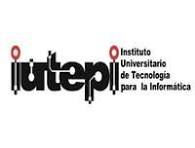 iutepi
Instituto
Universitario
de Tecnología
para la Informática